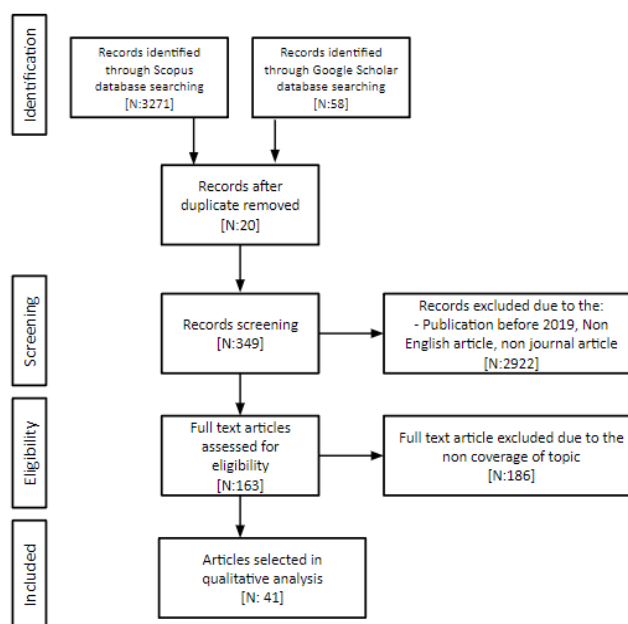 Identification
Records identified
through Scopus
database searching
[N:3271]
Records identified
through Google Scholar
database searching
[N:58]
Records after
duplicate removed
[N:20]
Screening
Records screening
[N:349]
Records excluded due to the:
- Publication before 2019, Non
English article, non journal article
[N:2922]
Eligibility
Full text articles
assessed for
eligibility
[N:163]
Full text article excluded due to the
non coverage of topic
[N:186]
Included
Articles selected in
qualitative analysis
[N: 41]